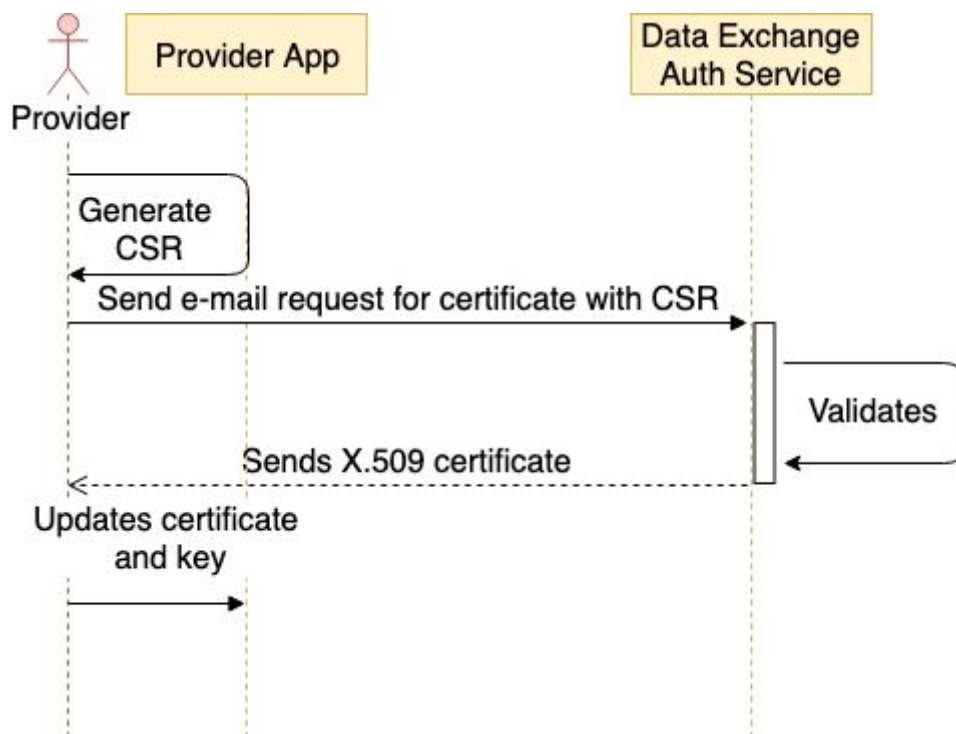 Provider App
Data Exchange
Auth Service
Provider
Generate
CSR
Send e-mail request for certificate with CSR
Validates
Sends X.509 certificate
Updates certificate
and key